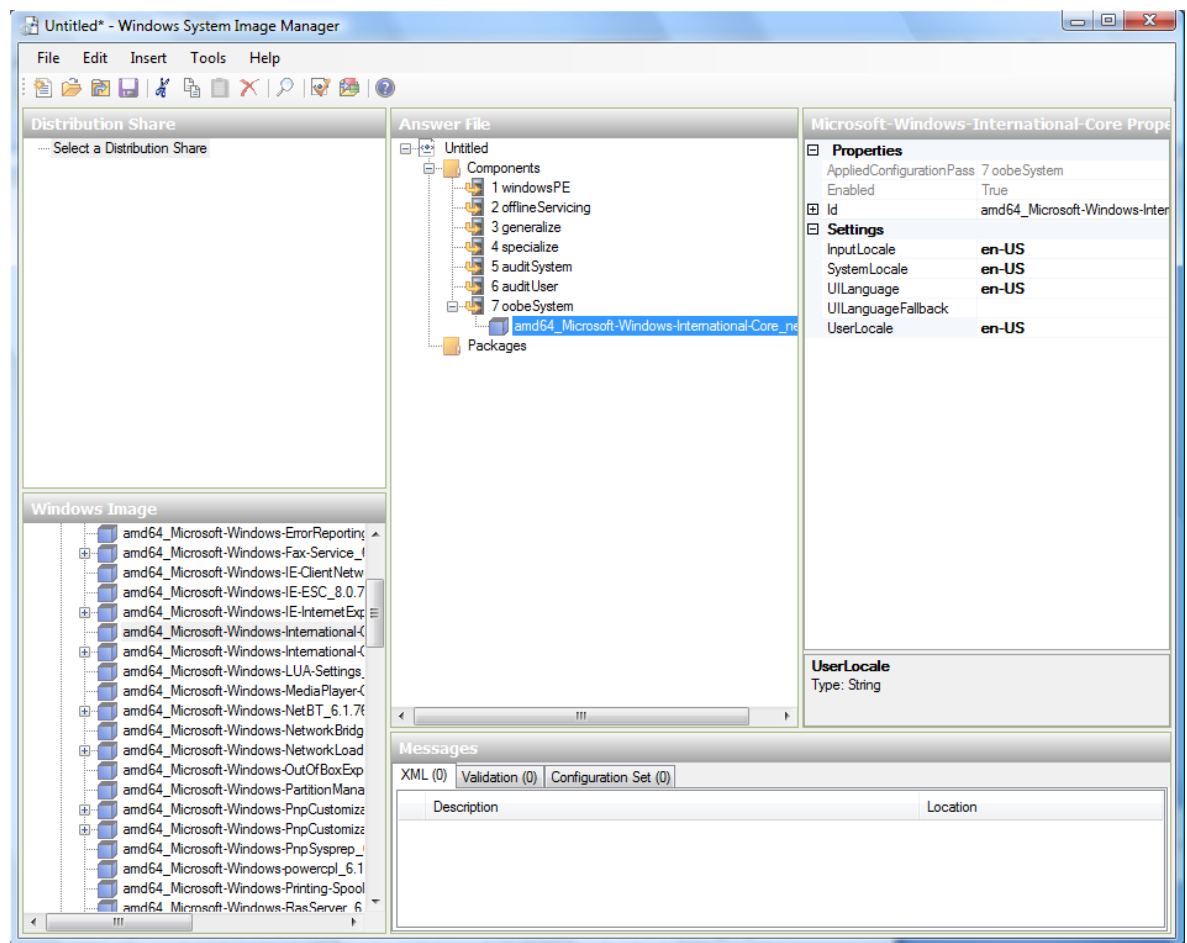 Untitled* - Windows System Image Manager
File Edit Insert Tools Help
Distribution Share
Select a Distribution Share
Windows Image
amd64_Microsoft-Windows-ErrorReporting
amd64_Microsoft-Windows-Fax-Service_
amd64_Microsoft-Windows-IE-ClientNetw
amd64_Microsoft-Windows-IE-ESC_8.0.7
amd64_Microsoft-Windows-IE-InternetExp
amd64_Microsoft-Windows-International-C
amd64_Microsoft-Windows-International-C
amd64_Microsoft-Windows-LUA-Settings_
amd64_Microsoft-Windows-MediaPlayer-C
amd64_Microsoft-Windows-NetBT_6.1.76
amd64_Microsoft-Windows-NetworkBridg
amd64_Microsoft-Windows-NetworkLoad
amd64_Microsoft-Windows-OutOfBoxExp
amd64_Microsoft-Windows-PartitionMana
amd64_Microsoft-Windows-PnpCustomiza
amd64_Microsoft-Windows-PnpCustomiza
amd64_Microsoft-Windows-PnpSysprep_
amd64_Microsoft-Windows-powercpl_6.1
amd64_Microsoft-Windows-Printing-Spool
amd64_Microsoft-Windows-RasServer_6
Answer File
Untitled
Components
1 windowsPE
2 offlineServicing
3 generalize
4 specialize
5 auditSystem
6 auditUser
7 oobeSystem
amd64_Microsoft-Windows-International-Core_ne
Packages
Microsoft-Windows-International-Core Prope
Properties
AppliedConfigurationPass 7 oobeSystem
Enabled True
Id amd64_Microsoft-Windows-Inter
Settings
InputLocale en-US
SystemLocale en-US
UILanguage en-US
UILanguageFallback
UserLocale en-US
UserLocale
Type: String
Messages
XML (0) Validation (0) Configuration Set (0)
Description Location